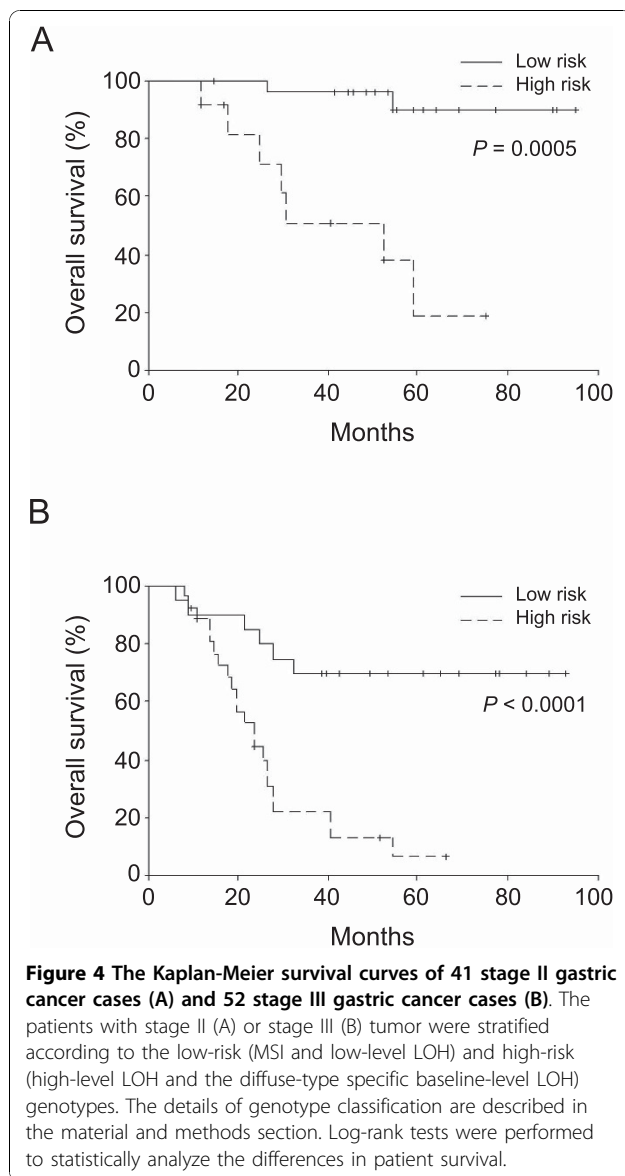 A
Low risk
High risk
100
80
60
40
20
0
Overall survival (%)
P = 0.0005
0 20 40 60 80 100
Months
B
Low risk
High risk
100
80
60
40
20
0
Overall survival (%)
P < 0.0001
0 20 40 60 80 100
Months
Figure 4 The Kaplan-Meier survival curves of 41 stage II gastric
cancer cases (A) and 52 stage III gastric cancer cases (B). The
patients with stage II (A) or stage III (B) tumor were stratified
according to the low-risk (MSI and low-level LOH) and high-risk
(high-level LOH and the diffuse-type specific baseline-level LOH)
genotypes. The details of genotype classification are described in
the material and methods section. Log-rank tests were performed
to statistically analyze the differences in patient survival.